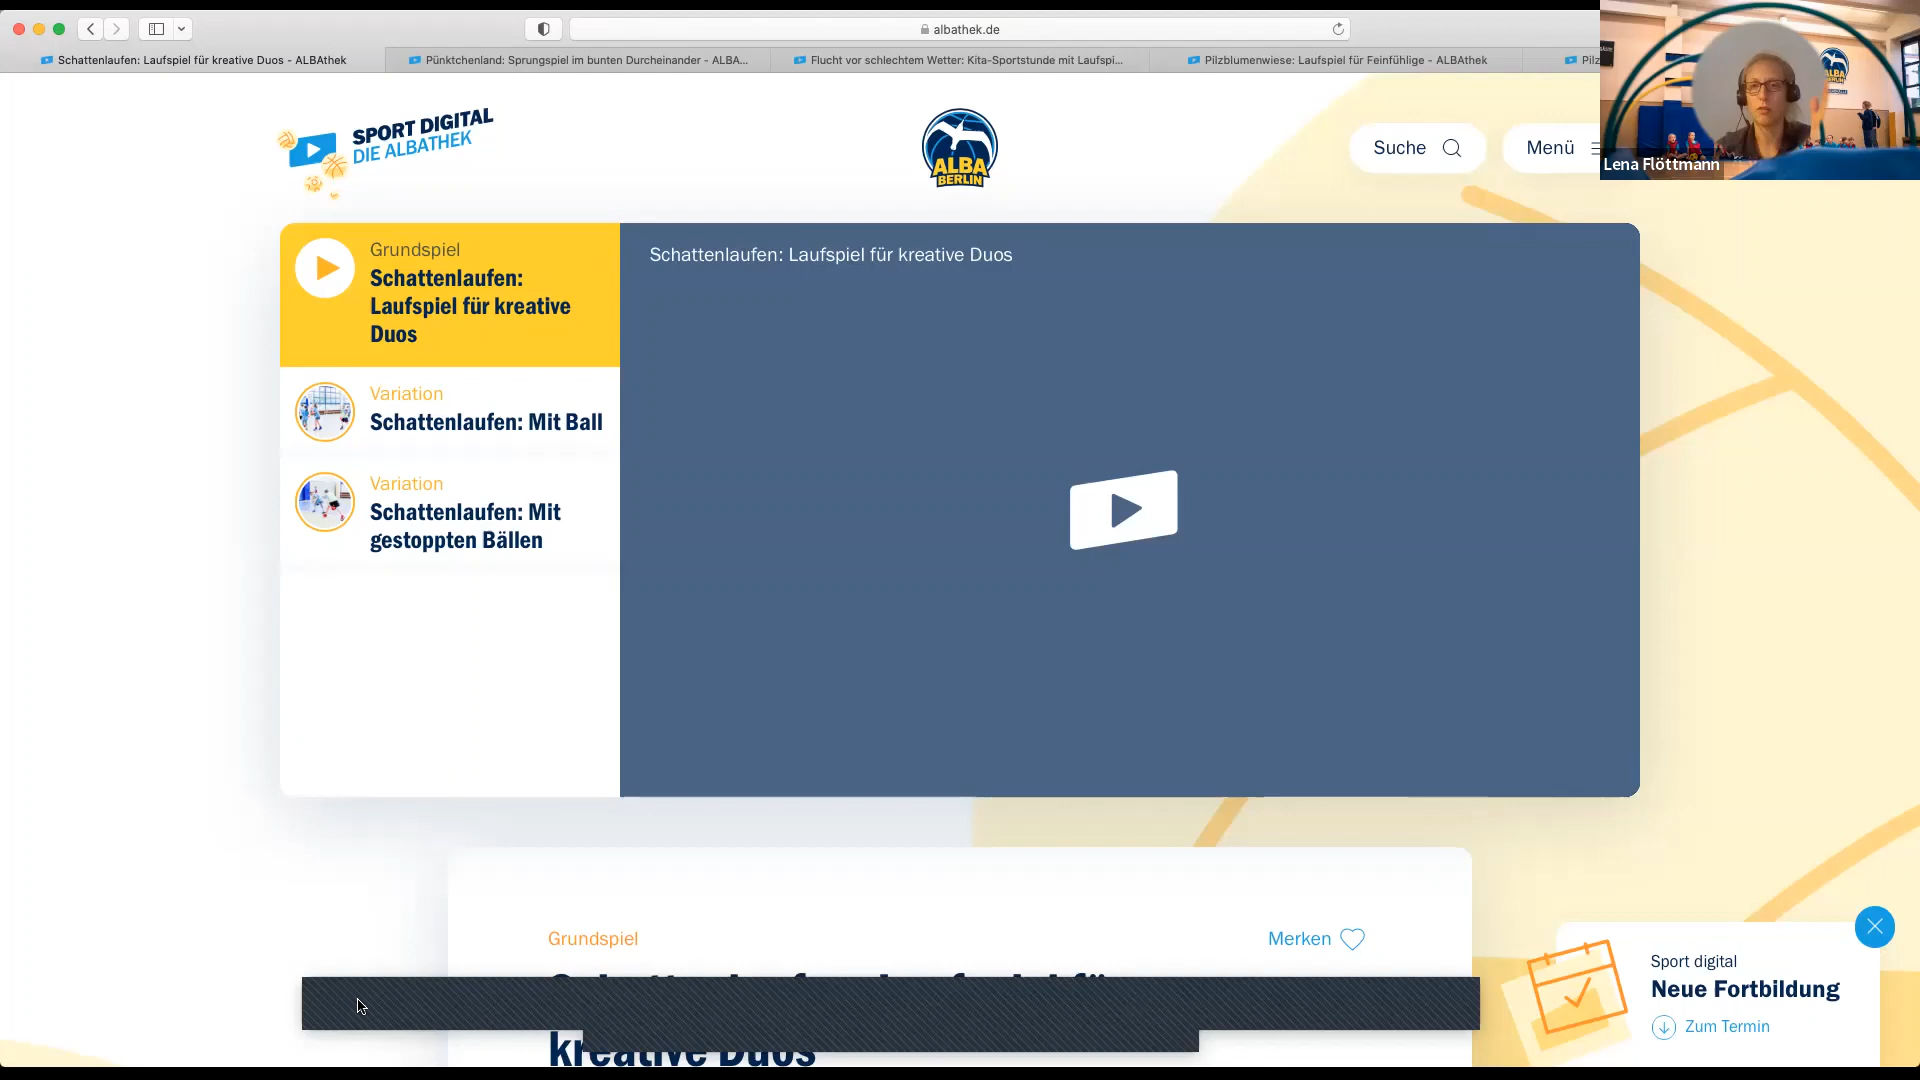 albathek.de
Schattenlaufen: Laufspiel für kreative Duos - ALBAthek
Pünktchenland: Sprungspiel im bunten Durcheinander - ALBA...
Flucht vor schlechtem Wetter: Kita-Sportstunde mit Laufspi...
Pilzblumenwiese: Laufspiel für Feinfühlige - ALBAthek
Pilz
SPORT DIGITAL
DIE ALBATHEK
ALBA
BERLIN
Suche
Menü
ALBA
BERLIN
Lena Flöttmann
Grundspiel
Schattenlaufen:
Laufspiel für kreative
Duos
Variation
Schattenlaufen: Mit Ball
Variation
Schattenlaufen: Mit
gestoppten Bällen
Schattenlaufen: Laufspiel für kreative Duos
Grundspiel
Merken
kreative Duos
Sport digital
Neue Fortbildung
Zum Termin